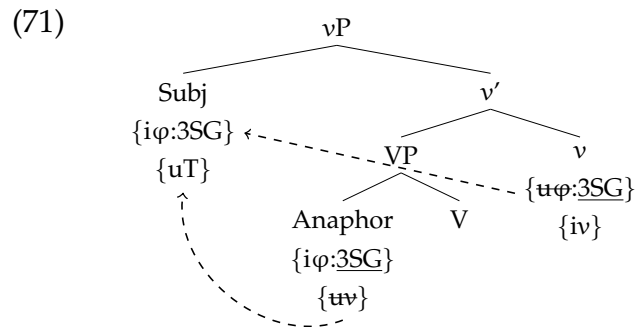 (71)
vP
Subj v′
{iφ:3SG}
{uT}
VP v
{uφ:3SG}
{iv}
Anaphor V
{iφ:3SG}
{uv}